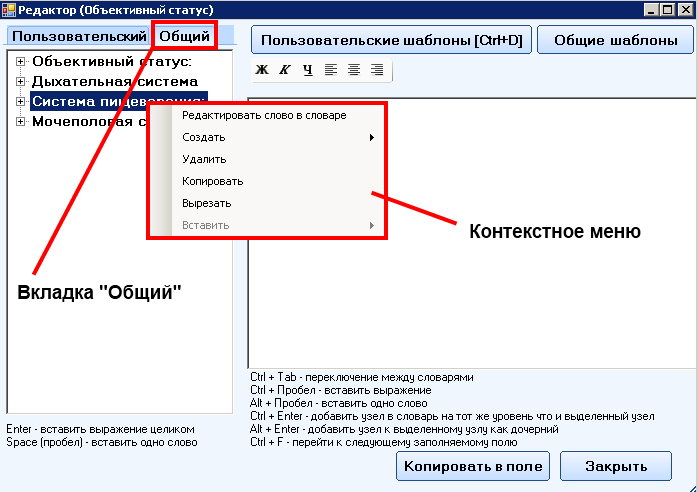 Редактор (Объективный статус)
Пользовательский Общий
Пользовательские шаблоны [Ctrl+D] Общие шаблоны
Ж К Ч
Объективный статус:
Дыхательная система
Система пищеварения:
Мочеполовая с
Редактировать слово в словаре
Создать
Удалить
Копировать
Вырезать
Вставить
Контекстное меню
Вкладка "Общий"
Enter - вставить выражение целиком
Space (пробел) - вставить одно слово
Ctrl + Tab - переключение между словарями
Ctrl + Пробел - вставить выражение
Alt + Пробел - вставить одно слово
Ctrl + Enter - добавить узел в словарь на тот же уровень что и выделенный узел
Alt + Enter - добавить узел к выделенному узлу как дочерний
Ctrl + F - перейти к следующему заполняемому полю
Копировать в поле Закрыть